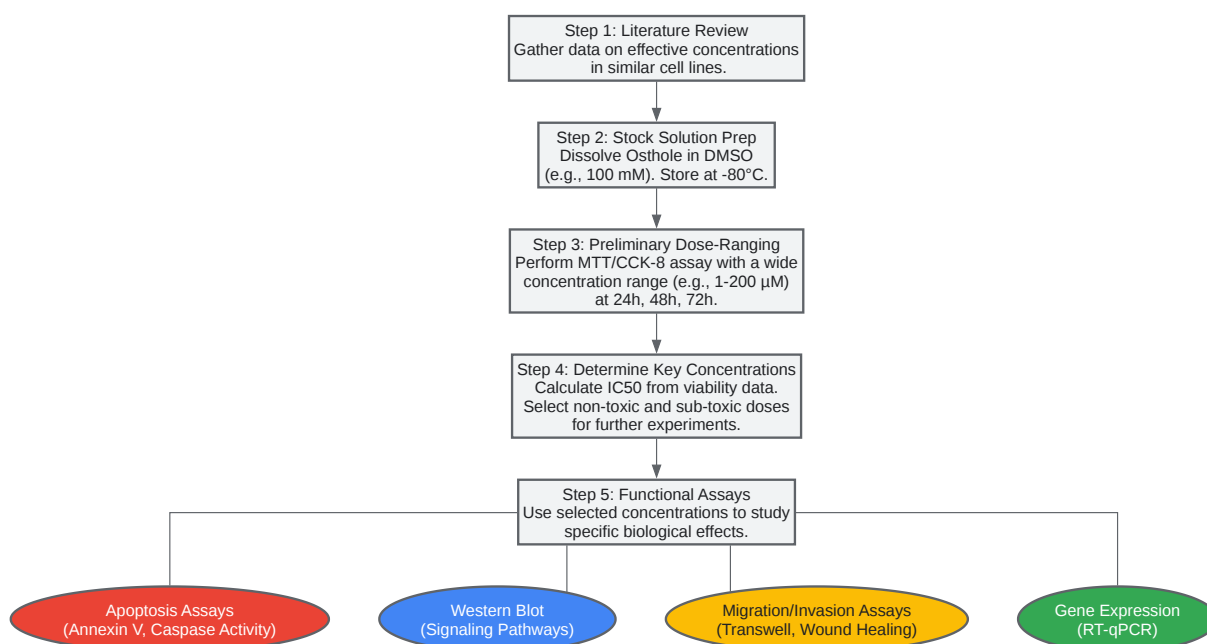 Step 1: Literature Review
Gather data on effective concentrations
in similar cell lines.
Step 2: Stock Solution Prep
Dissolve Osthole in DMSO
(e.g., 100 mM). Store at -80°C.
Step 3: Preliminary Dose-Ranging
Perform MTT/CCK-8 assay with a wide
concentration range (e.g., 1-200 µM)
at 24h, 48h, 72h.
Step 4: Determine Key Concentrations
Calculate IC50 from viability data.
Select non-toxic and sub-toxic doses
for further experiments.
Step 5: Functional Assays
Use selected concentrations to study
specific biological effects.
Apoptosis Assays
(Annexin V, Caspase Activity)
Western Blot
(Signaling Pathways)
Migration/Invasion Assays
(Transwell, Wound Healing)
Gene Expression
(RT-qPCR)